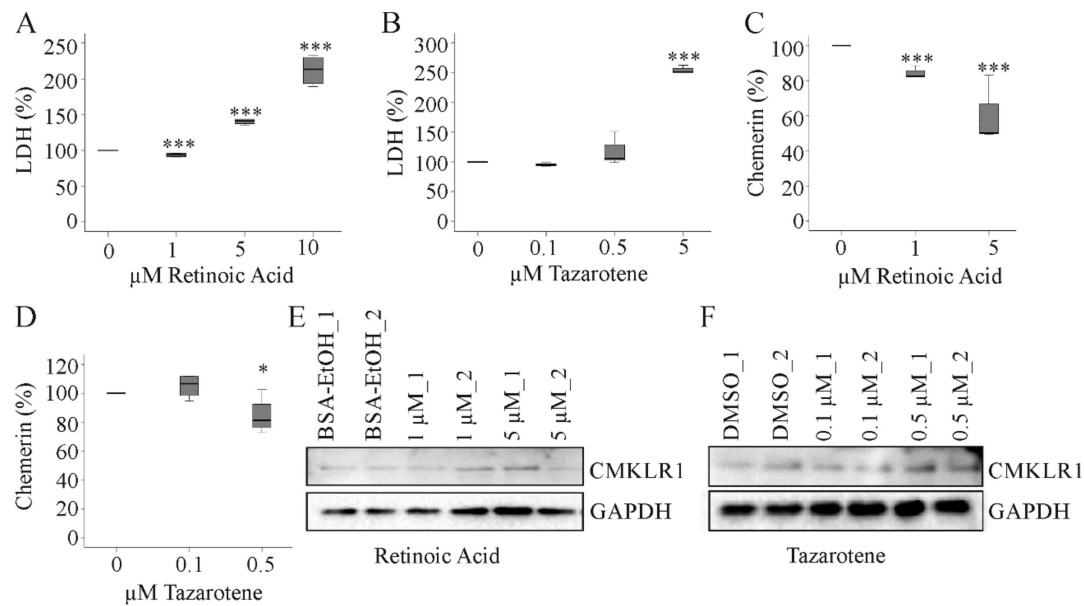 A
LDH (%)
250
200
150
100
50
0
***
***
***
0 1 5 10
µM Retinoic Acid
B
LDH (%)
300
250
200
150
100
50
0
***
0 0.1 0.5 5
µM Tazarotene
C
Chemerin (%)
100
80
60
40
20
0
***
***
0 1 5
µM Retinoic Acid
D
Chemerin (%)
120
100
80
60
40
20
0
*
0 0.1 0.5
µM Tazarotene
E
BSA-EtOH_1
BSA-EtOH_2
1 µM_1
1 µM_2
5 µM_1
5 µM_2
CMKLR1
GAPDH
Retinoic Acid
F
DMSO_1
DMSO_2
0.1 µM_1
0.1 µM_2
0.5 µM_1
0.5 µM_2
CMKLR1
GAPDH
Tazarotene